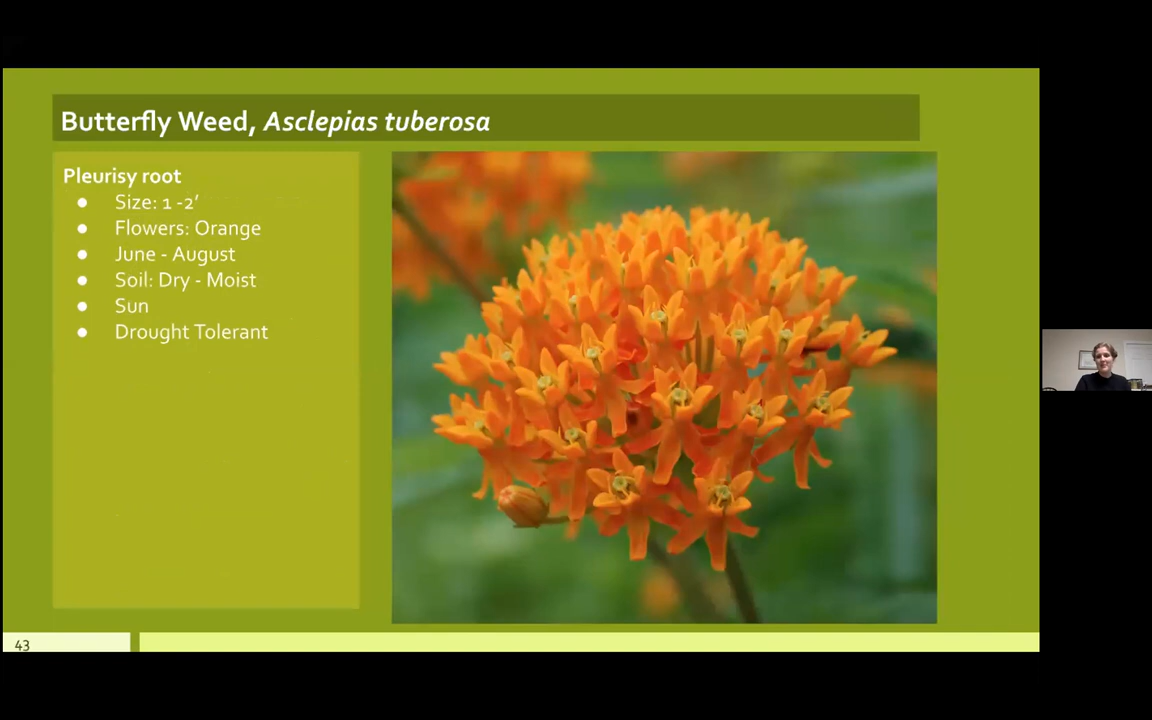 Butterfly Weed, Asclepias tuberosa
Pleurisy root
● Size: 1 -2’
● Flowers: Orange
● June - August
● Soil: Dry - Moist
● Sun
● Drought Tolerant
43